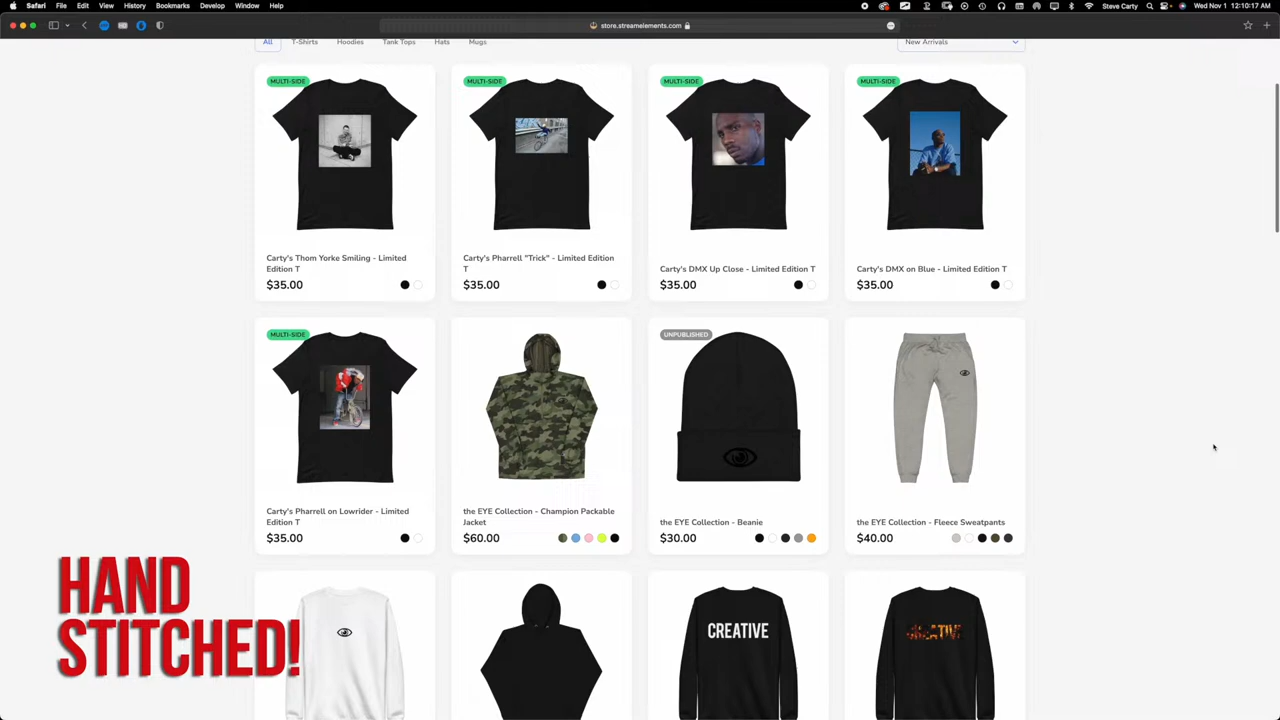 Safari File Edit View History Bookmarks Develop Window Help
Steve Carty Wed Nov 1 12:10:17 AM
store.streamelements.com
All T-Shirts Hoodies Tank Tops Hats Mugs
New Arrivals
MULTI-SIDE
MULTI-SIDE
MULTI-SIDE
MULTI-SIDE
Carty's Thom Yorke Smiling - Limited
Edition T
$35.00
Carty's Pharrell "Trick" - Limited Edition
T
$35.00
Carty's DMX Up Close - Limited Edition T
$35.00
Carty's DMX on Blue - Limited Edition T
$35.00
MULTI-SIDE
UNPUBLISHED
Carty's Pharrell on Lowrider - Limited
Edition T
$35.00
the EYE Collection - Champion Packable
Jacket
$60.00
the EYE Collection - Beanie
$30.00
the EYE Collection - Fleece Sweatpants
$40.00
HAND
STITCHED!
CREATIVE
CREATIVE